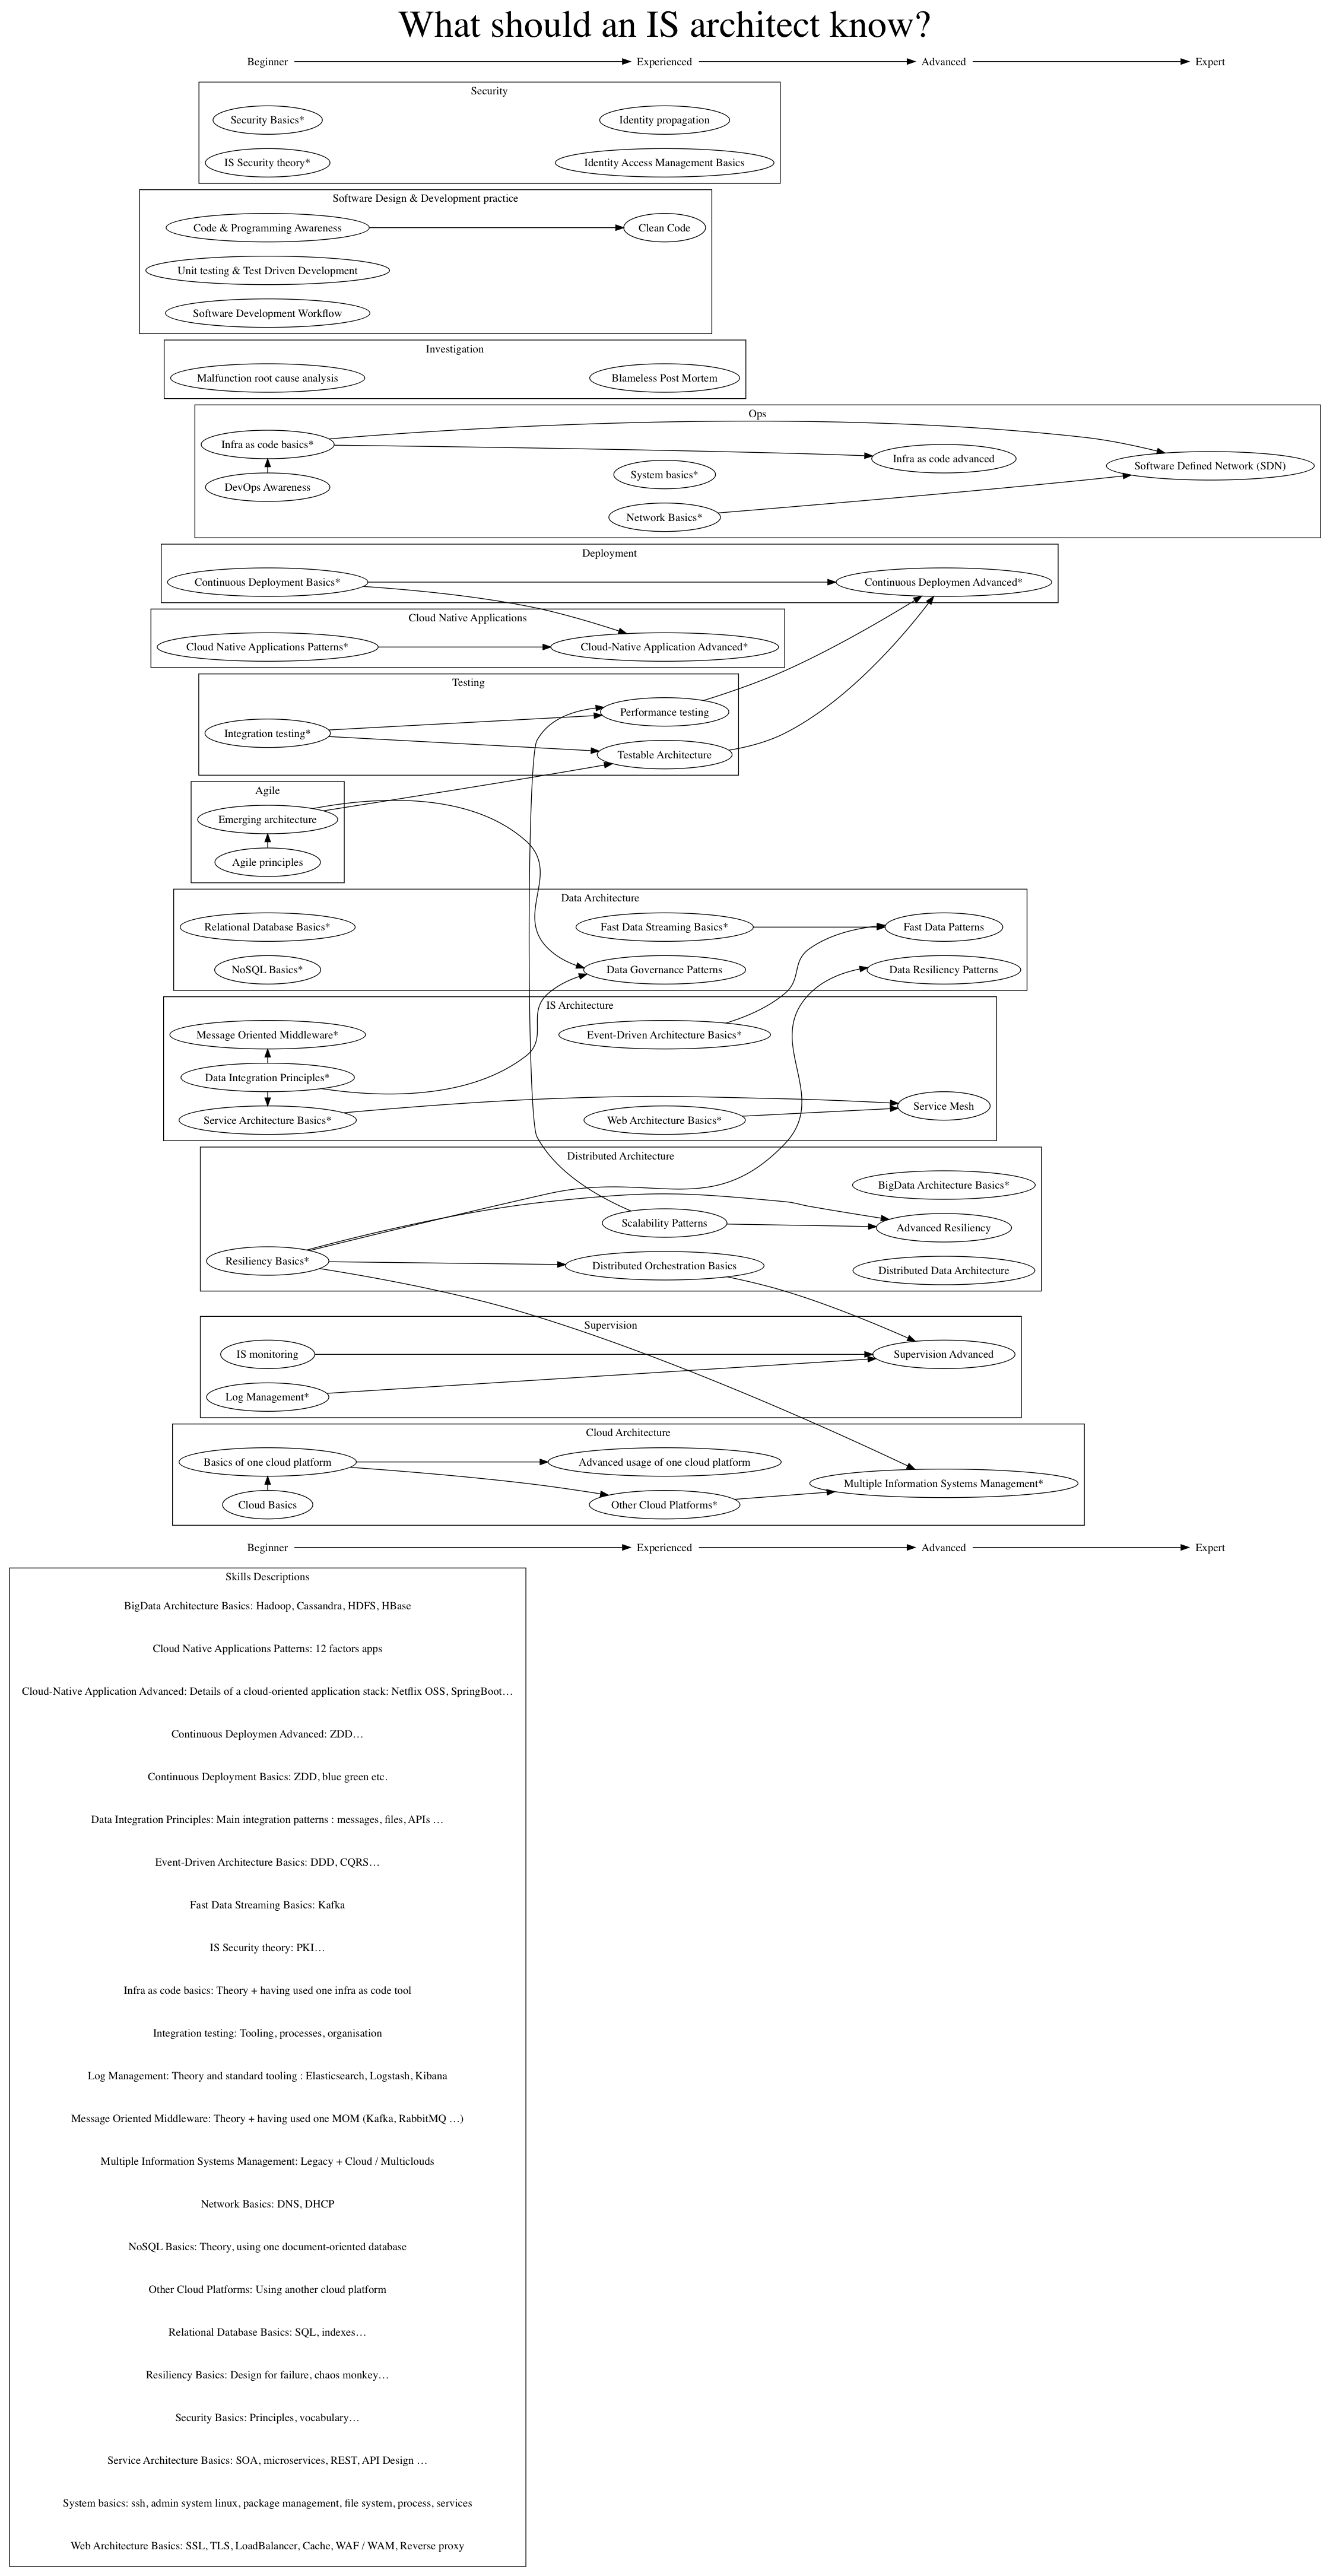 What should an IS architect know?
Beginner Experienced Advanced Expert
Security
Security Basics* Identity propagation
IS Security theory* Identity Access Management Basics
Software Design & Development practice
Code & Programming Awareness Clean Code
Unit testing & Test Driven Development
Software Development Workflow
Investigation
Malfunction root cause analysis Blameless Post Mortem
Ops
Infra as code basics* Infra as code advanced
Software Defined Network (SDN)
System basics*
DevOps Awareness
Network Basics*
Deployment
Continuous Deployment Basics* Continuous Deploymen Advanced*
Cloud Native Applications
Cloud Native Applications Patterns* Cloud-Native Application Advanced*
Testing
Performance testing
Integration testing*
Testable Architecture
Agile
Emerging architecture
Agile principles
Data Architecture
Relational Database Basics* Fast Data Streaming Basics* Fast Data Patterns
NoSQL Basics* Data Governance Patterns Data Resiliency Patterns
IS Architecture
Message Oriented Middleware* Event-Driven Architecture Basics*
Data Integration Principles*
Service Mesh
Service Architecture Basics* Web Architecture Basics*
Distributed Architecture
BigData Architecture Basics*
Scalability Patterns Advanced Resiliency
Resiliency Basics* Distributed Orchestration Basics
Distributed Data Architecture
Supervision
IS monitoring Supervision Advanced
Log Management*
Cloud Architecture
Basics of one cloud platform Advanced usage of one cloud platform
Multiple Information Systems Management*
Cloud Basics Other Cloud Platforms*
Beginner Experienced Advanced Expert
Skills Descriptions
BigData Architecture Basics: Hadoop, Cassandra, HDFS, HBase
Cloud Native Applications Patterns: 12 factors apps
Cloud-Native Application Advanced: Details of a cloud-oriented application stack: Netflix OSS, SpringBoot…
Continuous Deploymen Advanced: ZDD…
Continuous Deployment Basics: ZDD, blue green etc.
Data Integration Principles: Main integration patterns : messages, files, APIs …
Event-Driven Architecture Basics: DDD, CQRS…
Fast Data Streaming Basics: Kafka
IS Security theory: PKI…
Infra as code basics: Theory + having used one infra as code tool
Integration testing: Tooling, processes, organisation
Log Management: Theory and standard tooling : Elasticsearch, Logstash, Kibana
Message Oriented Middleware: Theory + having used one MOM (Kafka, RabbitMQ …)
Multiple Information Systems Management: Legacy + Cloud / Multiclouds
Network Basics: DNS, DHCP
NoSQL Basics: Theory, using one document-oriented database
Other Cloud Platforms: Using another cloud platform
Relational Database Basics: SQL, indexes…
Resiliency Basics: Design for failure, chaos monkey…
Security Basics: Principles, vocabulary…
Service Architecture Basics: SOA, microservices, REST, API Design …
System basics: ssh, admin system linux, package management, file system, process, services
Web Architecture Basics: SSL, TLS, LoadBalancer, Cache, WAF / WAM, Reverse proxy